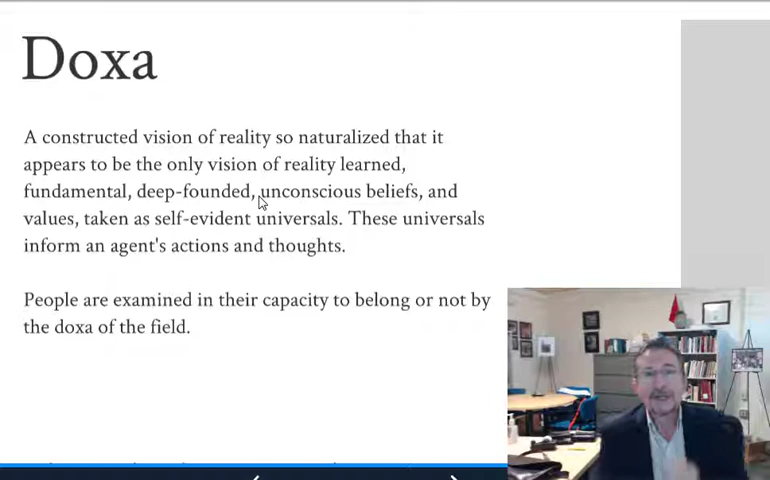 Doxa
A constructed vision of reality so naturalized that it
appears to be the only vision of reality learned,
fundamental, deep-founded, unconscious beliefs, and
values, taken as self-evident universals. These universals
inform an agent's actions and thoughts.
People are examined in their capacity to belong or not by
the doxa of the field.